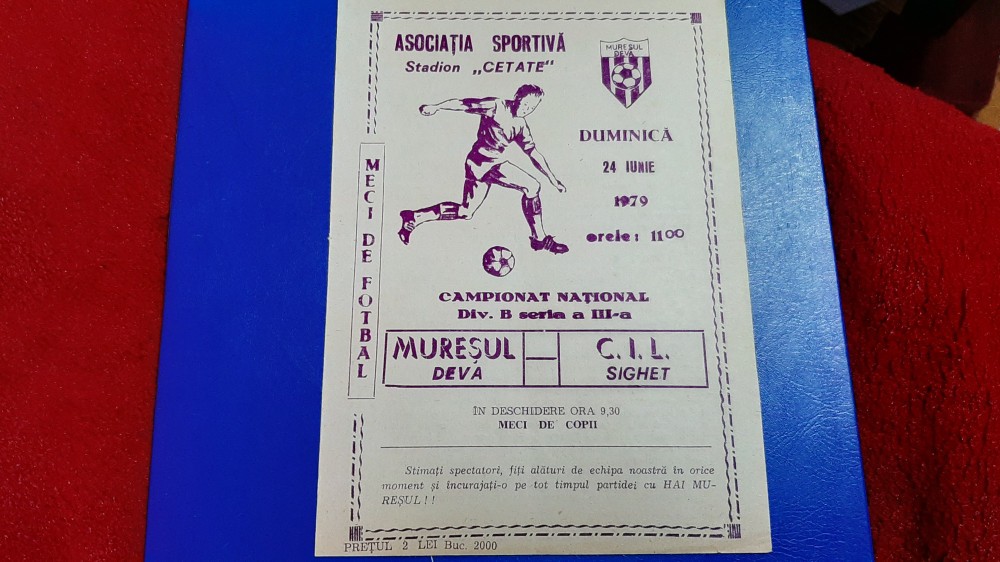 ASOCIAȚIA SPORTIVĂ
Stadion „CETATE"
MUREȘUL
DEVA
DUMINICĂ
24 IUNIE
1979
orele: 11 00
MECI DE FOTBAL
CAMPIONAT NAȚIONAL
Div. B seria a III-a
MUREȘUL
DEVA
C. I. L.
SIGHET
ÎN DESCHIDERE ORA 9,30
MECI DE COPII
Stimați spectatori, fiți alături de echipa noastră în orice
moment și încurajați-o pe tot timpul partidei cu HAI MU-
REȘUL ! !
PREȚUL 2 LEI Buc. 2000